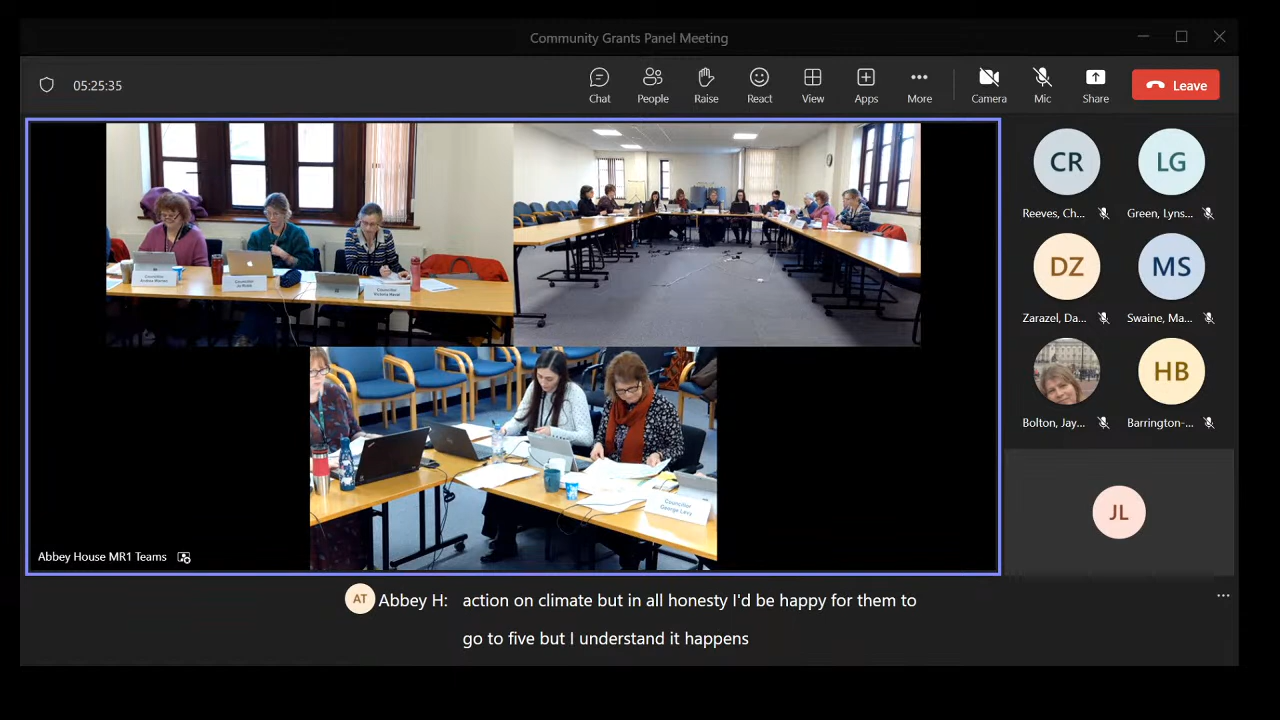 Community Grants Panel Meeting
05:25:35
Chat
People
Raise
React
View
Apps
More
Camera
Mic
Share
Leave
CR
LG
Reeves, Ch...
Green, Lyns...
DZ
MS
Zarazel, Da...
Swaine, Ma...
HB
Bolton, Jay...
Barrington-...
JL
Councillor
Councillor
Councillor
Councillor
George Levy
Abbey House MR1 Teams
AT
Abbey H:
action on climate but in all honesty I'd be happy for them to
go to five but I understand it happens